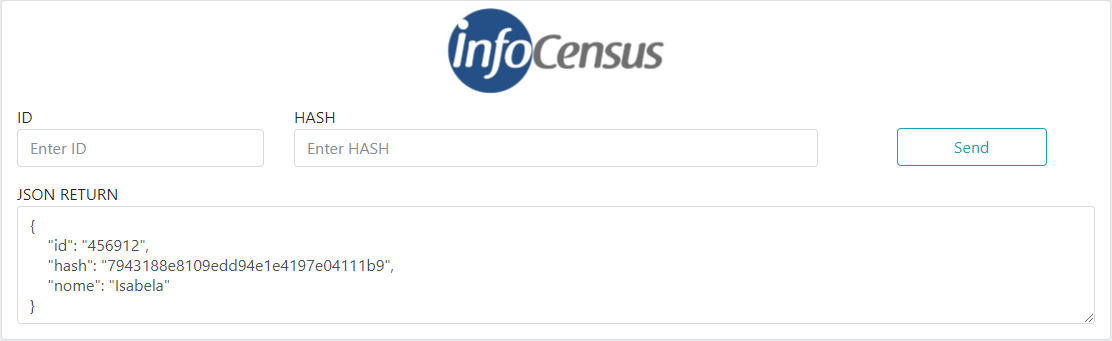 infoCensus
ID
HASH
Enter ID
Enter HASH
Send
JSON RETURN
{
"id": "456912",
"hash": "7943188e8109edd94e1e4197e04111b9",
"nome": "Isabela"
}